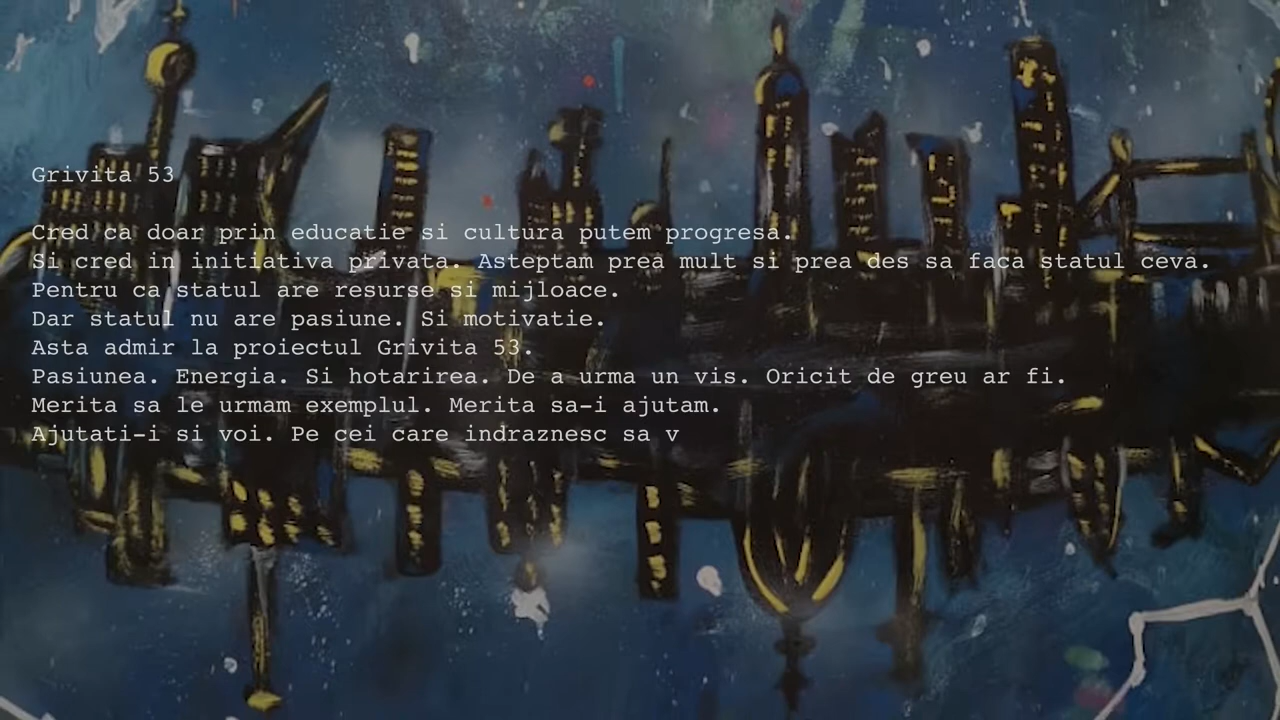 Grivita 53
Cred ca doar prin educatie si cultura putem progresa.
Si cred in initiativa privata. Asteptam prea mult si prea des sa faca statul ceva.
Pentru ca statul are resurse si mijloace.
Dar statul nu are pasiune. Si motivatie.
Asta admir la proiectul Grivita 53.
Pasiunea. Energia. Si hotarirea. De a urma un vis. Oricit de greu ar fi.
Merita sa le urmam exemplul. Merita sa-i ajutam.
Ajutati-i si voi. Pe cei care indraznesc sa v